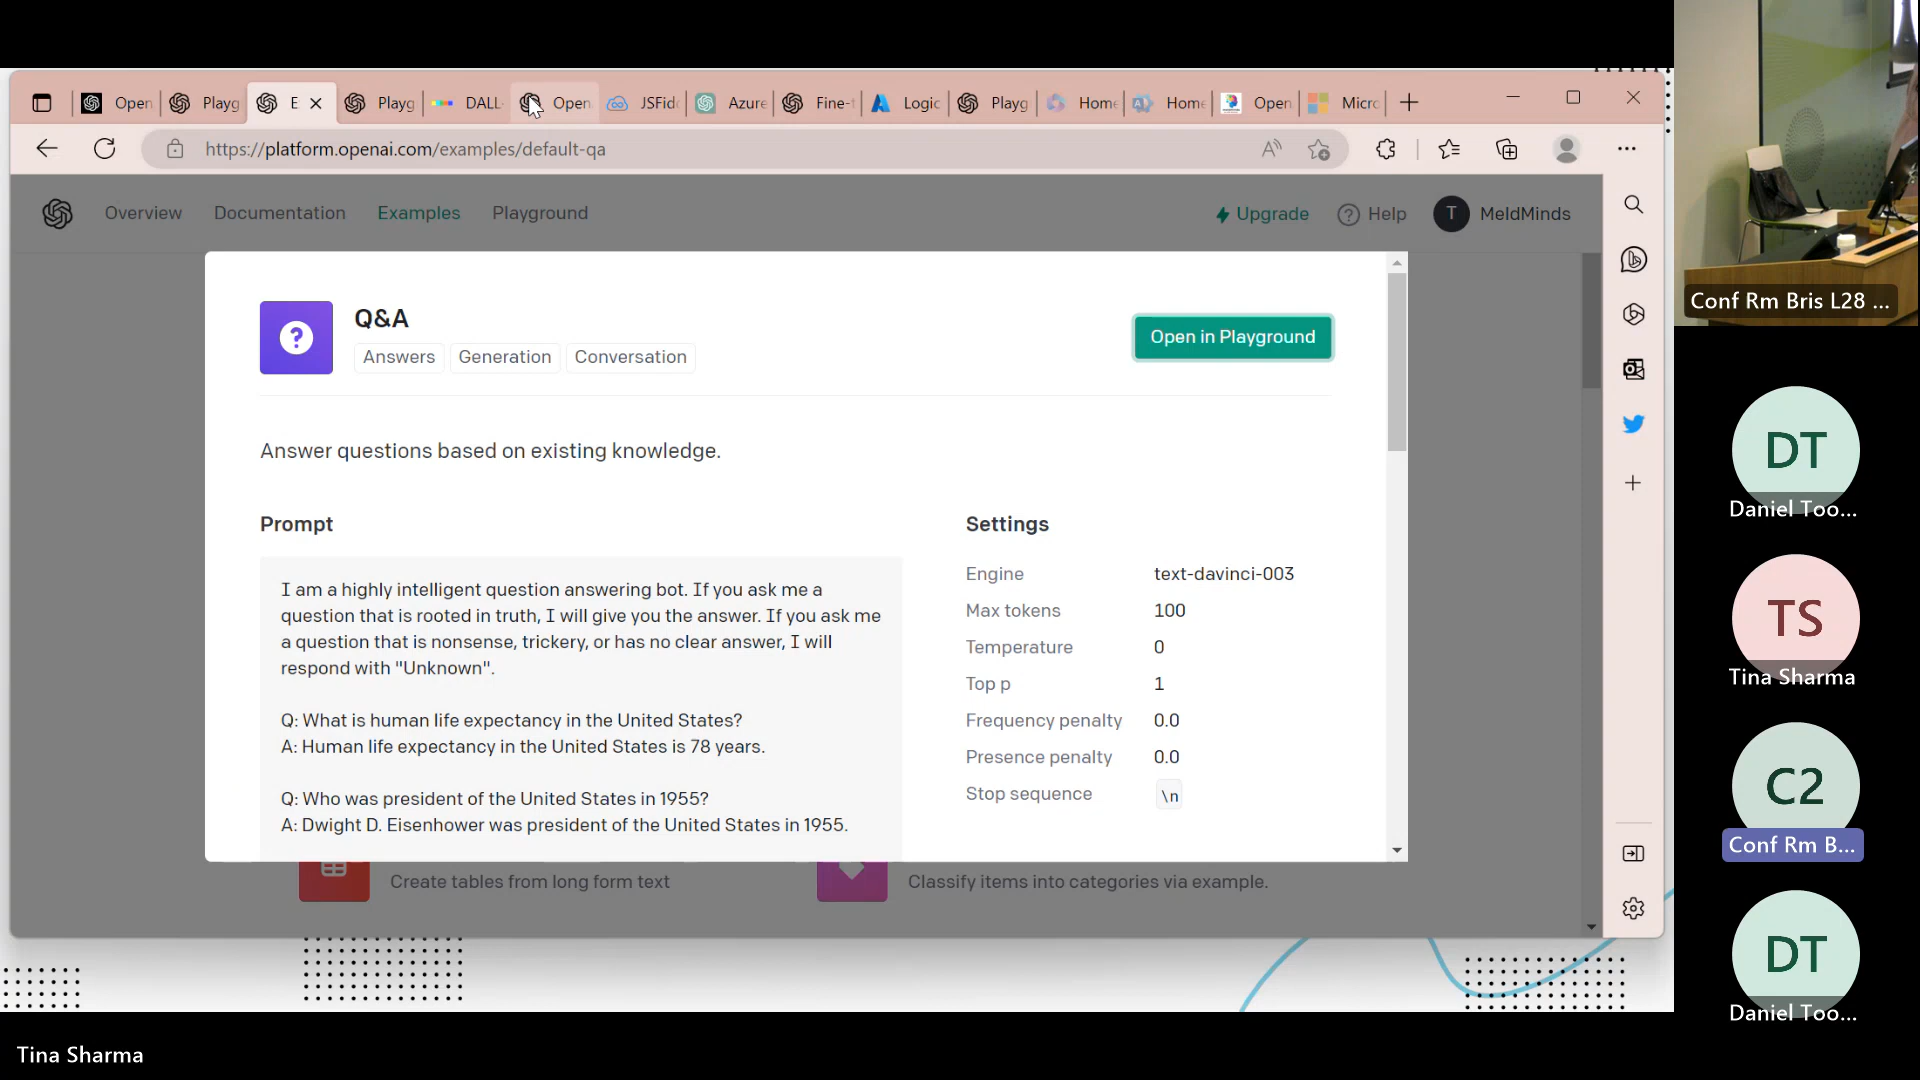 Open
Playg
E
Playg
DALL
Open
JSFid
Azure
Fine-t
Logic
Playg
Home
Home
Open
Micro
https://platform.openai.com/examples/default-qa
Overview
Documentation
Examples
Playground
Upgrade
Help
T
MeldMinds
Q&A
Answers
Generation
Conversation
Open in Playground
Answer questions based on existing knowledge.
Prompt
I am a highly intelligent question answering bot. If you ask me a
question that is rooted in truth, I will give you the answer. If you ask me
a question that is nonsense, trickery, or has no clear answer, I will
respond with "Unknown".
Q: What is human life expectancy in the United States?
A: Human life expectancy in the United States is 78 years.
Q: Who was president of the United States in 1955?
A: Dwight D. Eisenhower was president of the United States in 1955.
Settings
Engine text-davinci-003
Max tokens 100
Temperature 0
Top p 1
Frequency penalty 0.0
Presence penalty 0.0
Stop sequence \n
Create tables from long form text
Classify items into categories via example.
Conf Rm Bris L28 ...
DT
Daniel Too...
TS
Tina Sharma
C2
Conf Rm B...
DT
Daniel Too...
Tina Sharma